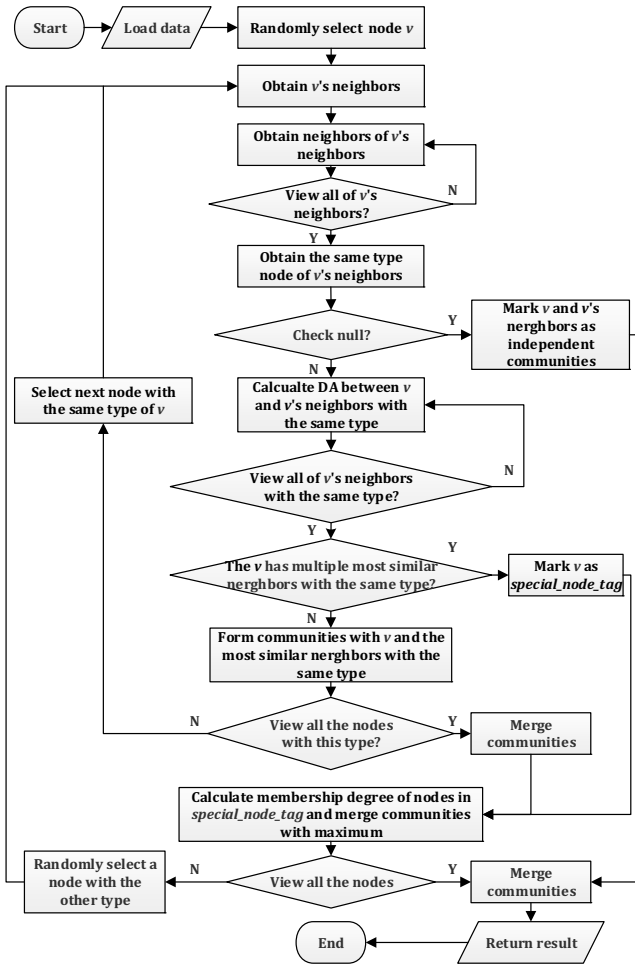 Start
Load data
Randomly select node v
Obtain v's neighbors
Obtain neighbors of v's
neighbors
View all of v's
neighbors?
N
Y
Obtain the same type
node of v's neighbors
Check null?
Y
Mark v and v's
nerghbors as
independent
communities
N
Select next node with
the same type of v
Calcualte DA between v
and v's neighbors with
the same type
View all of v's neighbors
with the same type?
N
Y
The v has multiple most similar
nerghbors with the same type?
Y
Mark v as
special_node_tag
N
Form communities with v and the
most similar nerghbors with the
same type
View all the nodes
with this type?
N
Y
Merge
communities
Calculate membership degree of nodes in
special_node_tag and merge communities
with maximum
Randomly select a
node with the
other type
N
View all the nodes
Y
Merge
communities
End
Return result